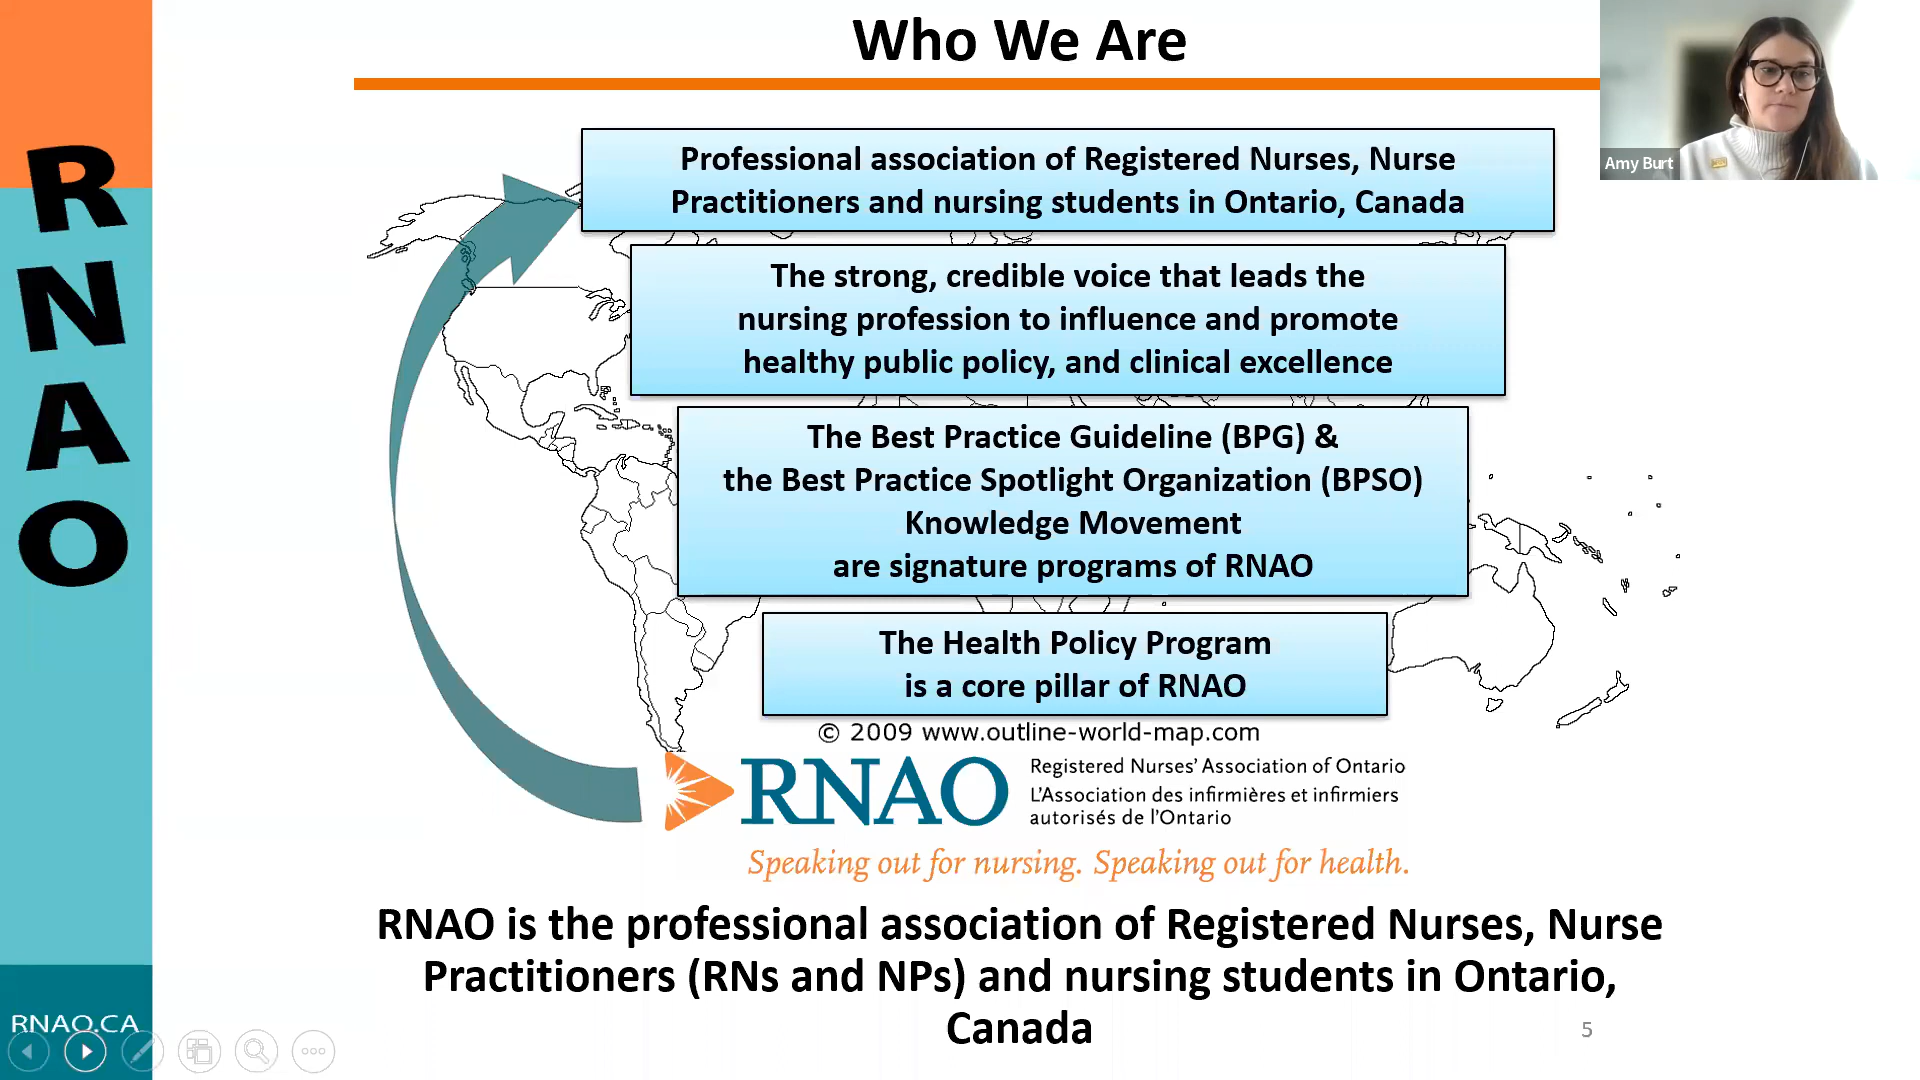 Who We Are
Amy Burt
R
N
A
O
Professional association of Registered Nurses, Nurse
Practitioners and nursing students in Ontario, Canada
The strong, credible voice that leads the
nursing profession to influence and promote
healthy public policy, and clinical excellence
The Best Practice Guideline (BPG) &
the Best Practice Spotlight Organization (BPSO)
Knowledge Movement
are signature programs of RNAO
The Health Policy Program
is a core pillar of RNAO
© 2009 www.outline-world-map.com
RNAO
Registered Nurses’ Association of Ontario
L’Association des infirmières et infirmiers
autorisés de l’Ontario
Speaking out for nursing. Speaking out for health.
RNAO is the professional association of Registered Nurses, Nurse
Practitioners (RNs and NPs) and nursing students in Ontario,
Canada
RNAO.CA
5